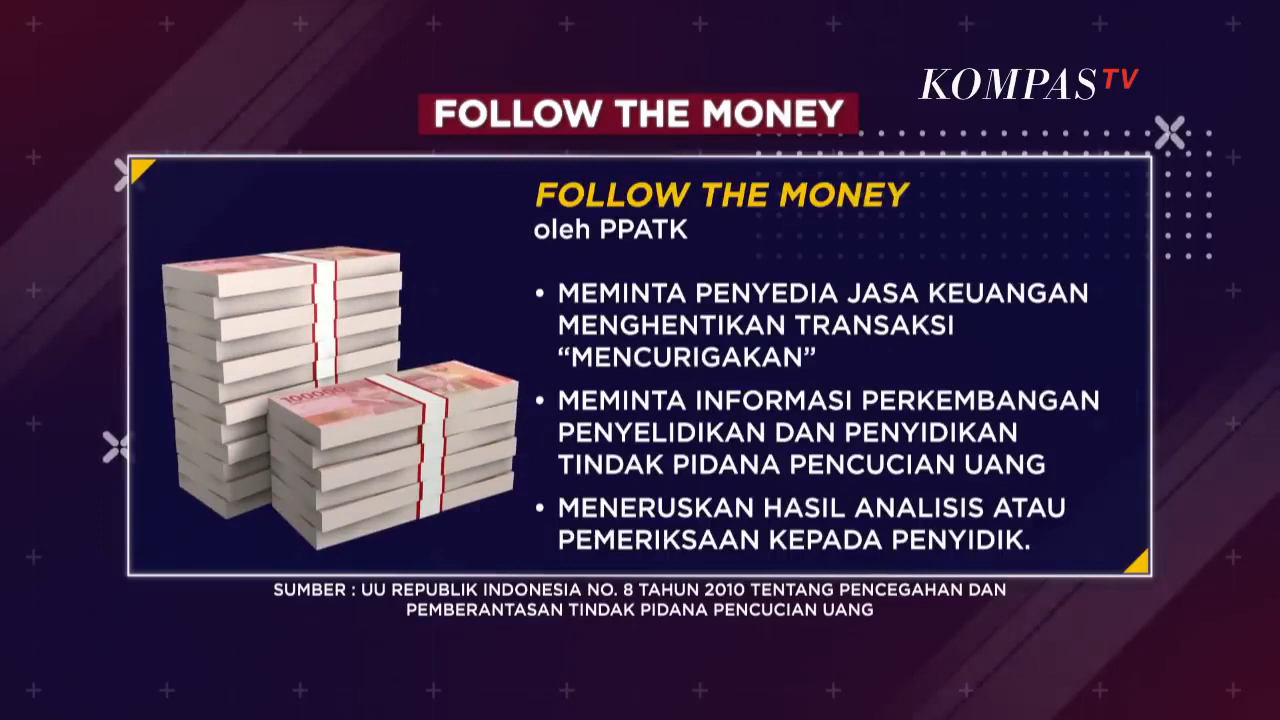 KOMPASTV
FOLLOW THE MONEY
FOLLOW THE MONEY
oleh PPATK
• MEMINTA PENYEDIA JASA KEUANGAN
MENGHENTIKAN TRANSAKSI
“MENCURIGAKAN”
• MEMINTA INFORMASI PERKEMBANGAN
PENYELIDIKAN DAN PENYIDIKAN
TINDAK PIDANA PENCUCIAN UANG
• MENERUSKAN HASIL ANALISIS ATAU
PEMERIKSAAN KEPADA PENYIDIK.
SUMBER : UU REPUBLIK INDONESIA NO. 8 TAHUN 2010 TENTANG PENCEGAHAN DAN
PEMBERANTASAN TINDAK PIDANA PENCUCIAN UANG